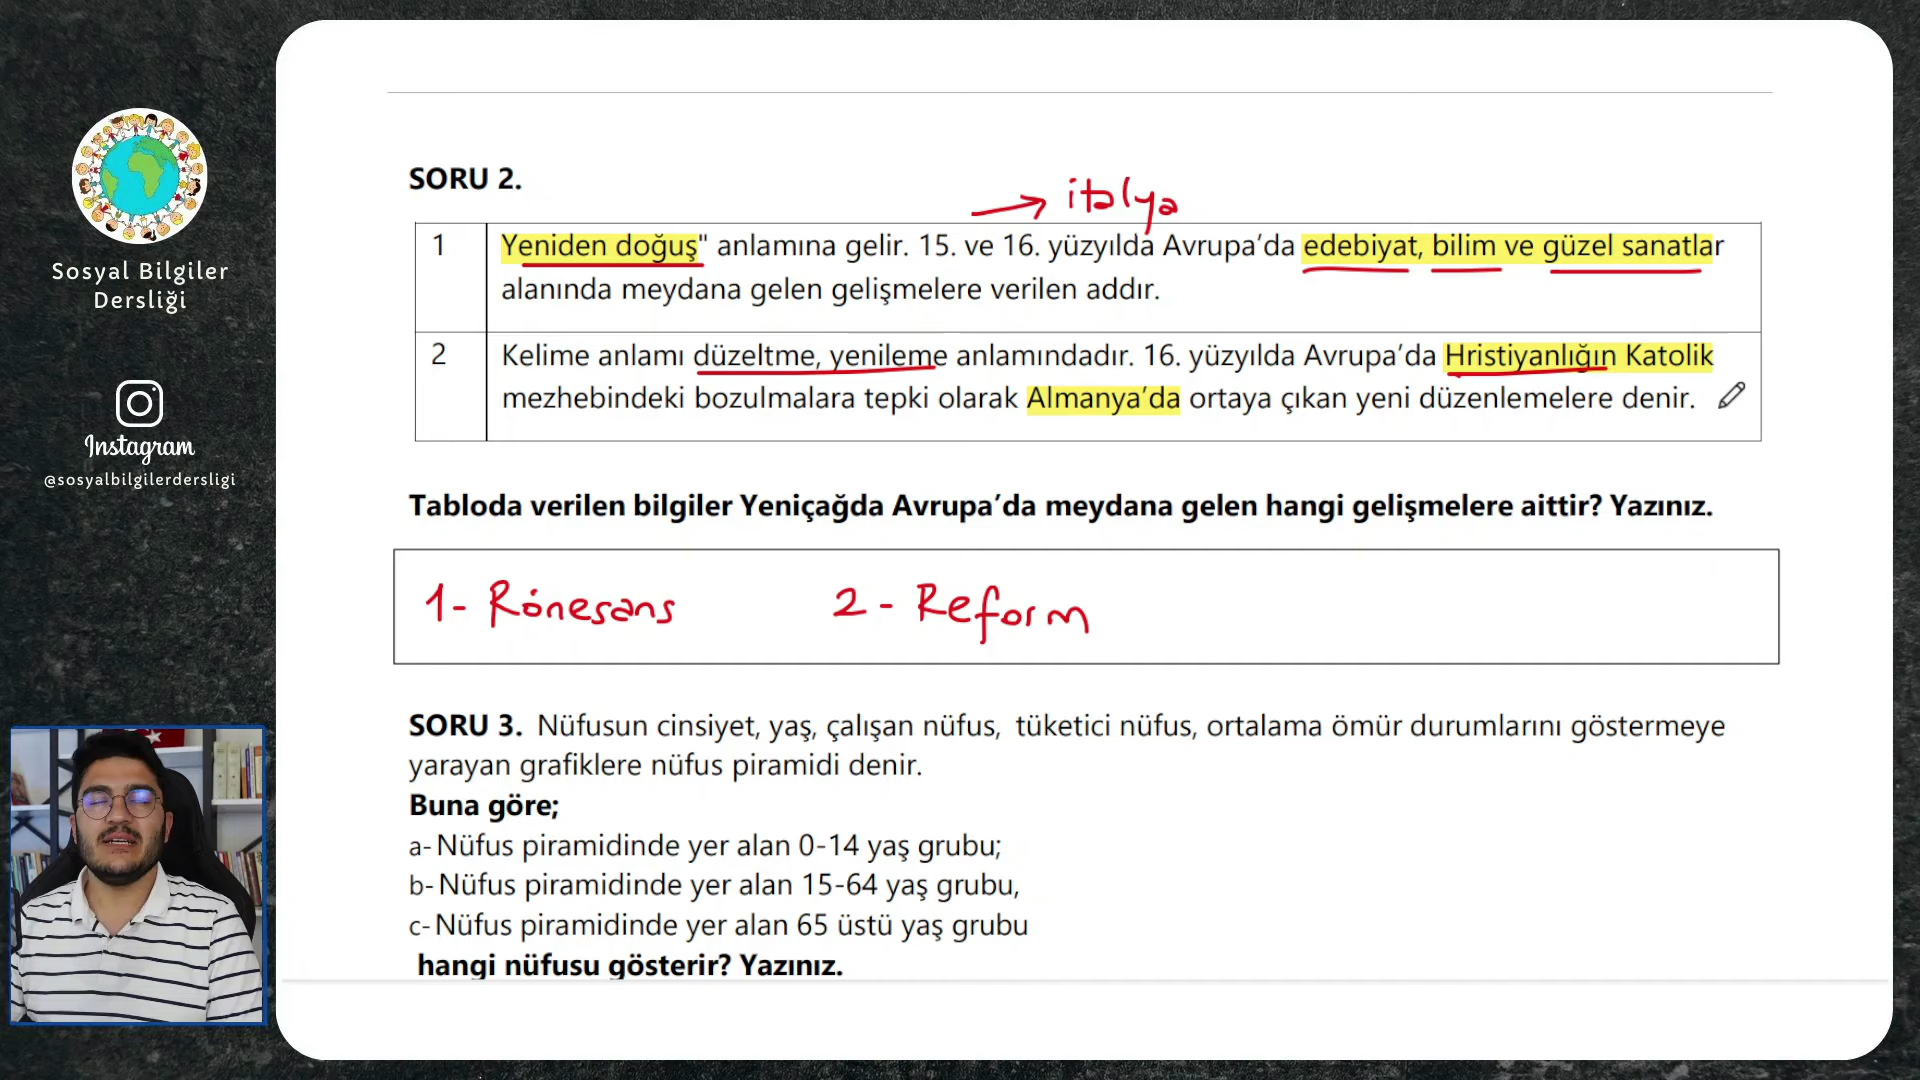 Sosyal Bilgiler
Dersliği
Instagram
@sosyalbilgilerdersligi
SORU 2.
italya
1 Yeniden doğuş" anlamına gelir. 15. ve 16. yüzyılda Avrupa’da edebiyat, bilim ve güzel sanatlar
alanında meydana gelen gelişmelere verilen addır.
2 Kelime anlamı düzeltme, yenileme anlamındadır. 16. yüzyılda Avrupa’da Hristiyanlığın Katolik
mezhebindeki bozulmalara tepki olarak Almanya’da ortaya çıkan yeni düzenlemelere denir.
Tabloda verilen bilgiler Yeniçağda Avrupa’da meydana gelen hangi gelişmelere aittir? Yazınız.
1- Rönesans 2- Reform
SORU 3. Nüfusun cinsiyet, yaş, çalışan nüfus, tüketici nüfus, ortalama ömür durumlarını göstermeye
yarayan grafiklere nüfus piramidi denir.
Buna göre;
a- Nüfus piramidinde yer alan 0-14 yaş grubu;
b- Nüfus piramidinde yer alan 15-64 yaş grubu,
c- Nüfus piramidinde yer alan 65 üstü yaş grubu
hangi nüfusu gösterir? Yazınız.